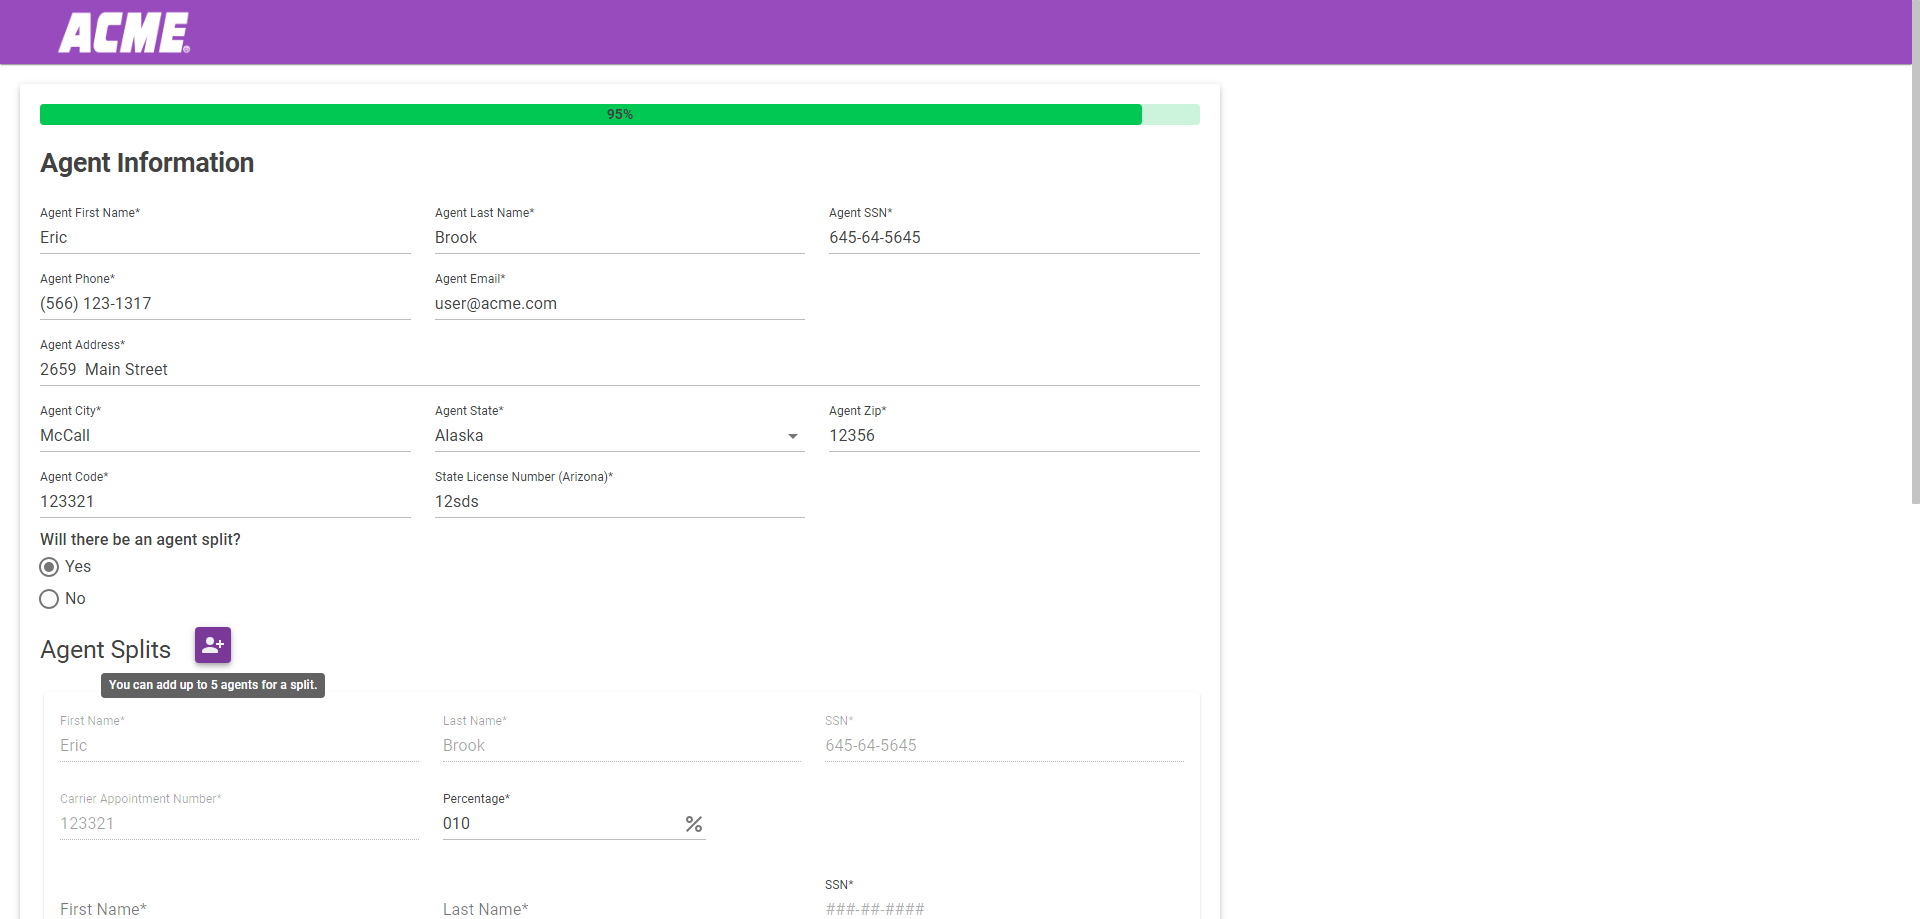 ACME®
95%
Agent Information
Agent First Name* Agent Last Name* Agent SSN*
Eric Brook 645-64-5645
Agent Phone* Agent Email*
(566) 123-1317 user@acme.com
Agent Address*
2659  Main Street
Agent City* Agent State* Agent Zip*
McCall Alaska 12356
Agent Code* State License Number (Arizona)*
123321 12sds
Will there be an agent split?
Yes
No
Agent Splits
You can add up to 5 agents for a split.
First Name* Last Name* SSN*
Eric Brook 645-64-5645
Carrier Appointment Number* Percentage*
123321 010 %
SSN*
First Name* Last Name* ###-##-####